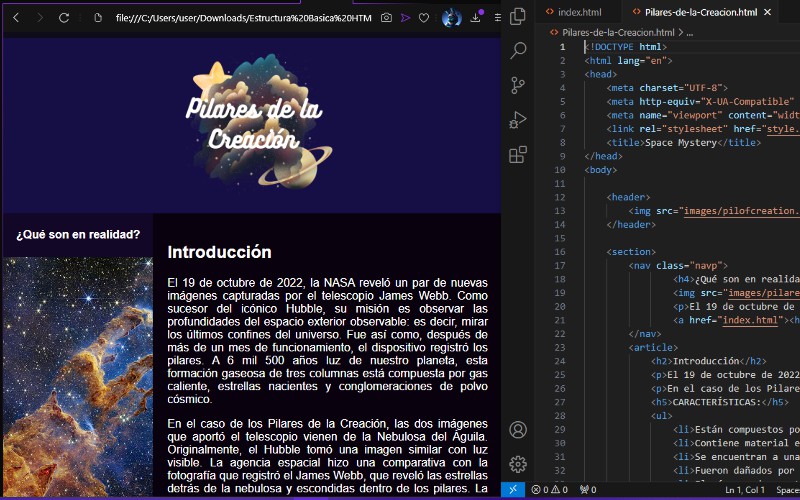 file:///C:/Users/user/Downloads/Estructura%20Basica%20HTM
Pilares de la
Creaciòn
¿Qué son en realidad?
Introducción
El 19 de octubre de 2022, la NASA reveló un par de nuevas
imágenes capturadas por el telescopio James Webb. Como
sucesor del icónico Hubble, su misión es observar las
profundidades del espacio exterior observable: es decir, mirar
los últimos confines del universo. Fue así como, después de
más de un mes de funcionamiento, el dispositivo registró los
pilares. A 6 mil 500 años luz de nuestro planeta, esta
formación gaseosa de tres columnas está compuesta por gas
caliente, estrellas nacientes y conglomeraciones de polvo
cósmico.
En el caso de los Pilares de la Creación, las dos imágenes
que aportó el telescopio vienen de la Nebulosa del Águila.
Originalmente, el Hubble tomó una imagen similar con luz
visible. La agencia espacial hizo una comparativa con la
fotografía que registró el James Webb, que reveló las estrellas
detrás de la nebulosa y escondidas dentro de los pilares. La
index.html
Pilares-de-la-Creacion.html
Pilares-de-la-Creacion.html > ...
1 <!DOCTYPE html>
2 <html lang="en">
3 <head>
4 <meta charset="UTF-8">
5 <meta http-equiv="X-UA-Compatible"
6 <meta name="viewport" content="widt
7 <link rel="stylesheet" href="style.
8 <title>Space Mystery</title>
9 </head>
10 <body>
11
12 <header>
13 <img src="images/pilofcreation.
14 </header>
15
16 <section>
17 <nav class="navp">
18 <h4>¿Qué son en realida
19 <img src="images/pilare
20 <p>El 19 de octubre de
21 <a href="index.html"><h
22 </nav>
23 <article>
24 <h2>Introducción</h2>
25 <p>El 19 de octubre de 2022
26 <p>En el caso de los Pilare
27 <h5>CARACTERÍSTICAS:</h5>
28 <ul>
29 <li>Están compuestos po
30 <li>Contiene material e
31 <li>Se encuentran a una
32 <li>Fueron dañados por
0 0 0 Ln 1, Col 1 Space